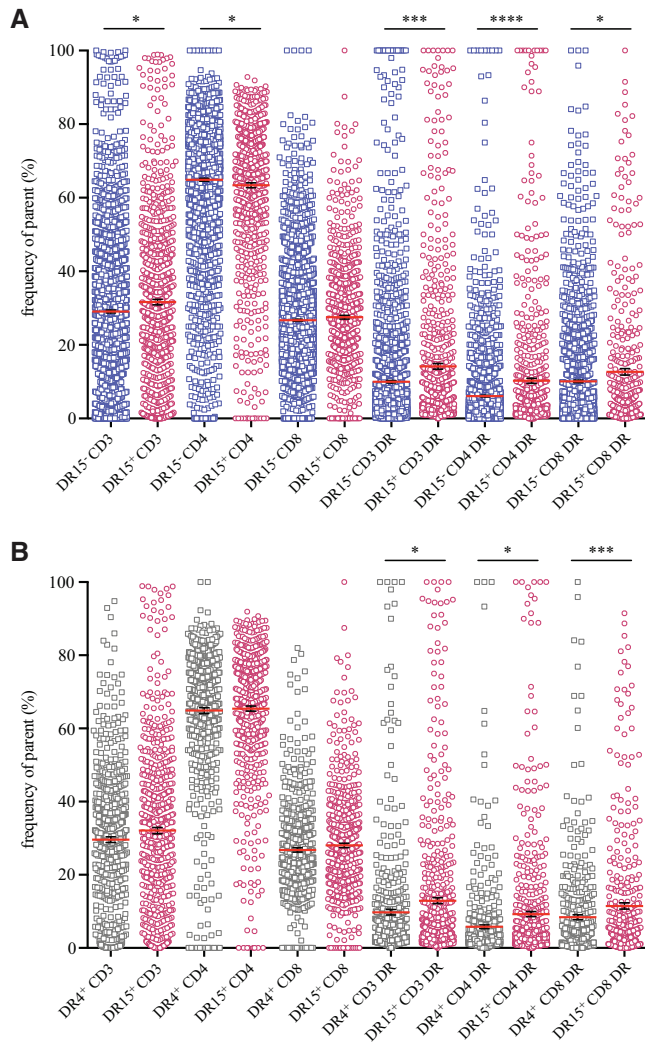 A
* * *** **** *
100
80
60
40
20
0
frequency of parent (%)
DR15⁻ CD3
DR15⁺ CD3
DR15⁻ CD4
DR15⁺ CD4
DR15⁻ CD8
DR15⁺ CD8
DR15⁻ CD3 DR
DR15⁺ CD3 DR
DR15⁻ CD4 DR
DR15⁺ CD4 DR
DR15⁻ CD8 DR
DR15⁺ CD8 DR
B
* * ***
100
80
60
40
20
0
frequency of parent (%)
DR4⁺ CD3
DR15⁺ CD3
DR4⁺ CD4
DR15⁺ CD4
DR4⁺ CD8
DR15⁺ CD8
DR4⁺ CD3 DR
DR15⁺ CD3 DR
DR4⁺ CD4 DR
DR15⁺ CD4 DR
DR4⁺ CD8 DR
DR15⁺ CD8 DR